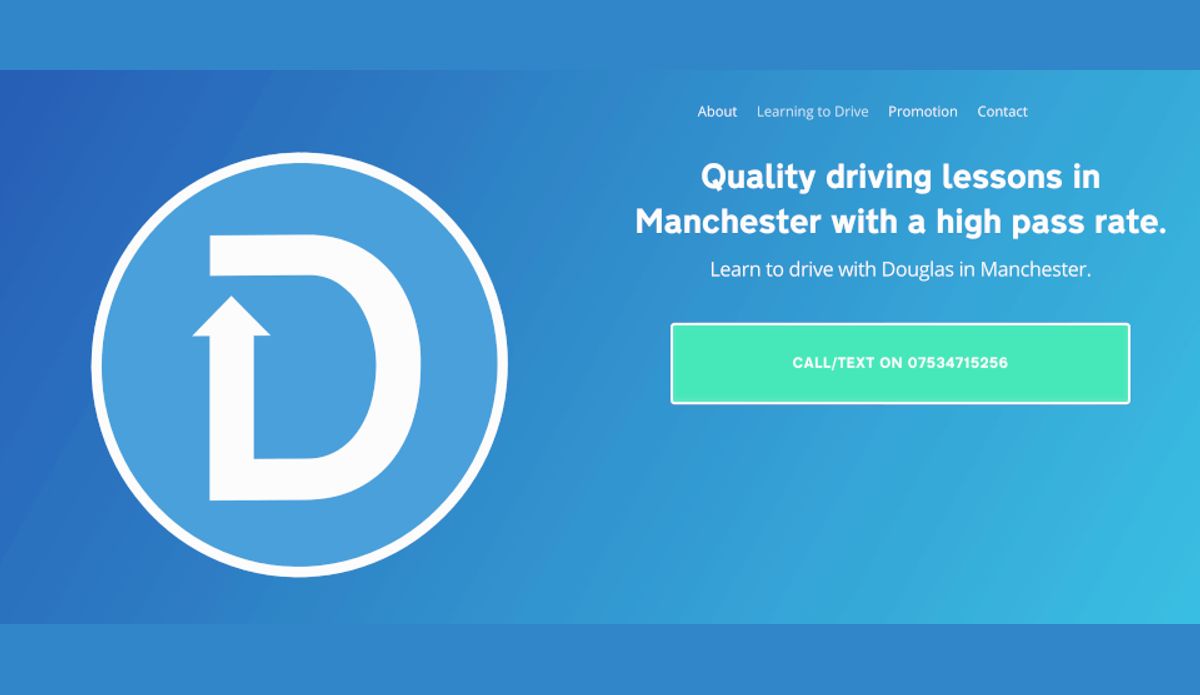 About Learning to Drive Promotion Contact
Quality driving lessons in
Manchester with a high pass rate.
Learn to drive with Douglas in Manchester.
CALL/TEXT ON 07534715256
D